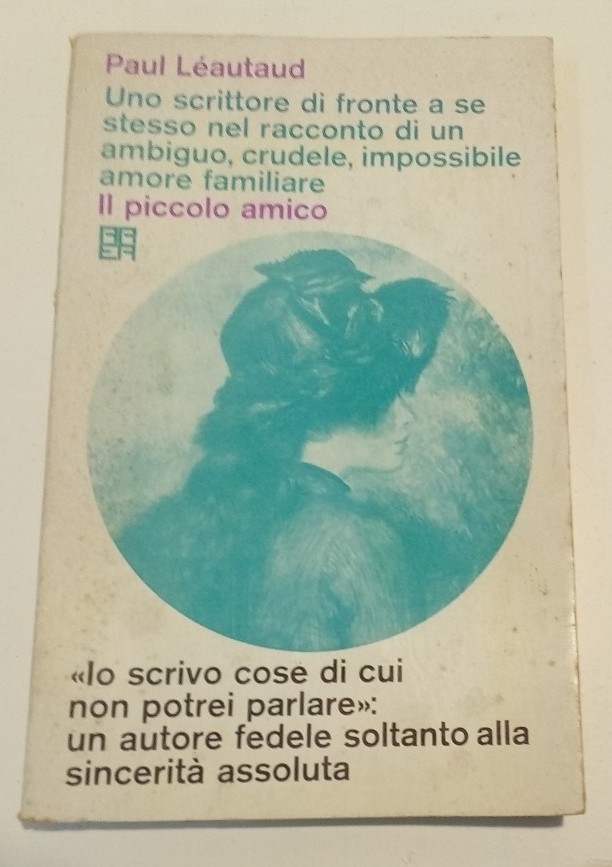 Paul Léautaud
Uno scrittore di fronte a se
stesso nel racconto di un
ambiguo, crudele, impossibile
amore familiare
Il piccolo amico
«Io scrivo cose di cui
non potrei parlare»:
un autore fedele soltanto alla
sincerità assoluta